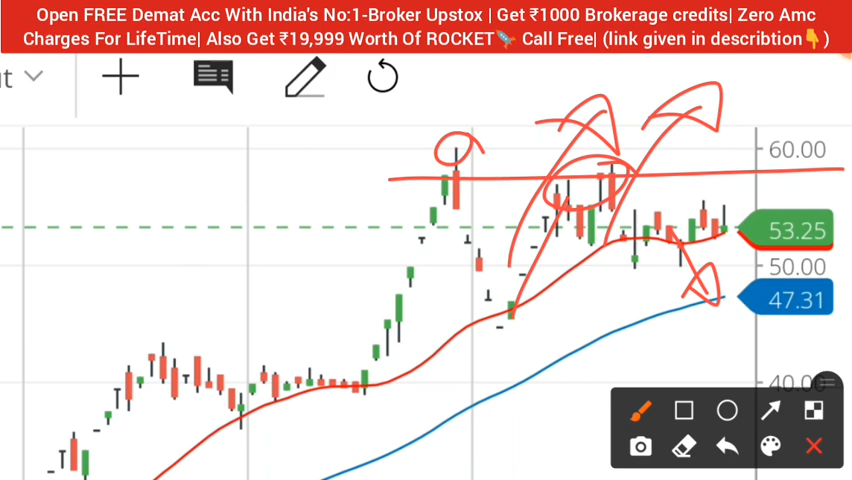 Open FREE Demat Acc With India's No:1-Broker Upstox | Get ₹1000 Brokerage credits| Zero Amc
Charges For LifeTime| Also Get ₹19,999 Worth Of ROCKET🚀 Call Free| (link given in describtion👇)
ut
60.00
53.25
50.00
47.31
40.00